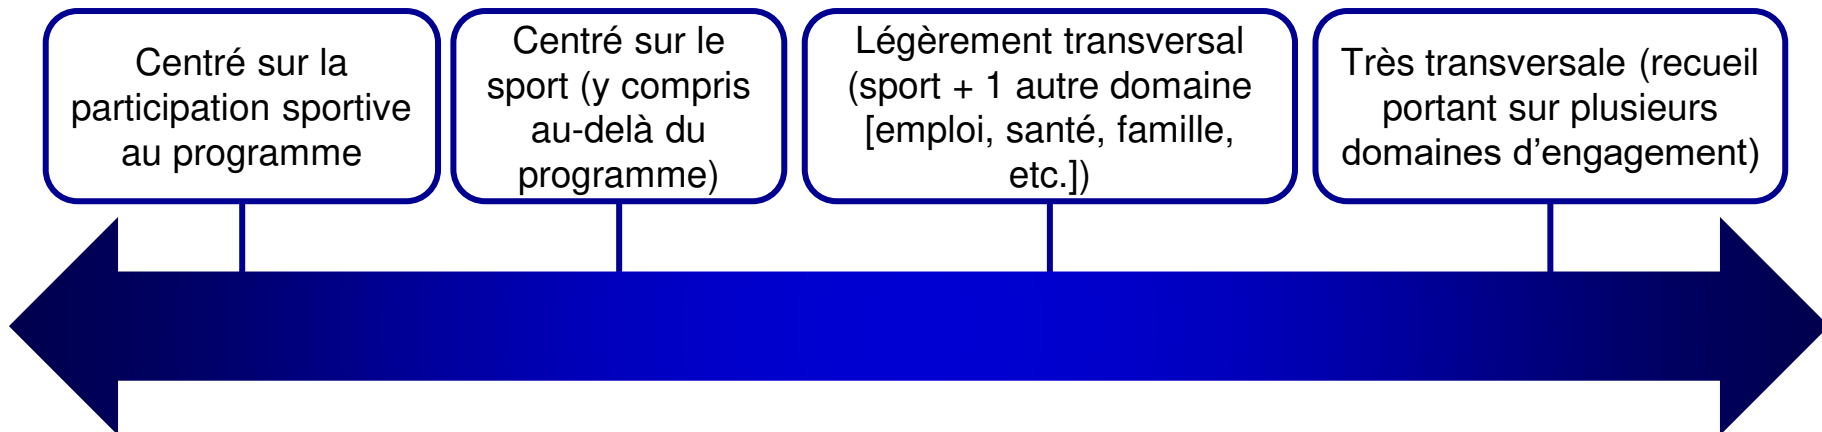 Centré sur la
participation sportive
au programme
Centré sur le
sport (y compris
au-delà du
programme)
Légèrement transversal
(sport + 1 autre domaine
[emploi, santé, famille,
etc.])
Très transversale (recueil
portant sur plusieurs
domaines d’engagement)